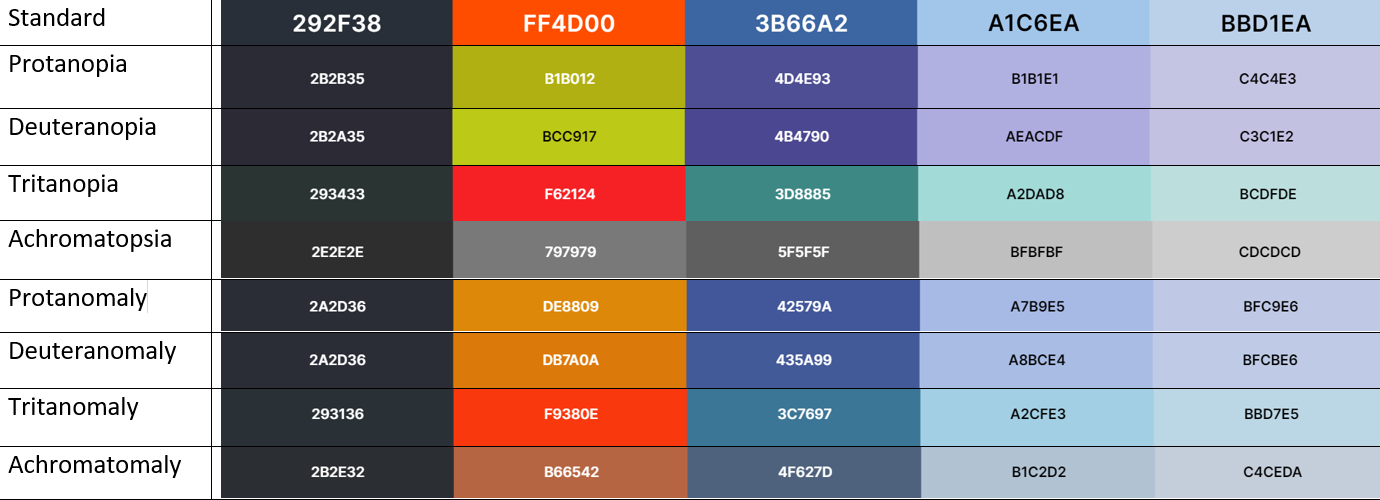 Standard 292F38 FF4D00 3B66A2 A1C6EA BBD1EA
Protanopia 2B2B35 B1B012 4D4E93 B1B1E1 C4C4E3
Deuteranopia 2B2A35 BCC917 4B4790 AEACDF C3C1E2
Tritanopia 293433 F62124 3D8885 A2DAD8 BCDFDE
Achromatopsia 2E2E2E 797979 5F5F5F BFBFBF CDCDCD
Protanomaly 2A2D36 DE8809 42579A A7B9E5 BFC9E6
Deuteranomaly 2A2D36 DB7A0A 435A99 A8BCE4 BFCBE6
Tritanomaly 293136 F9380E 3C7697 A2CFE3 BBD7E5
Achromatomaly 2B2E32 B66542 4F627D B1C2D2 C4CEDA